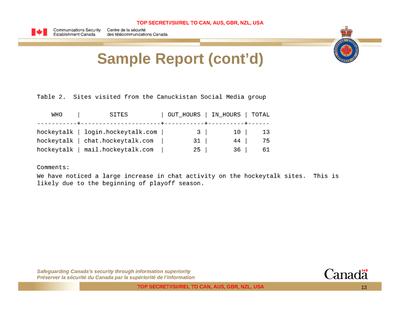 TOP SECRET//SI//REL TO CAN, AUS, GBR, NZL, USA
Communications Security Establishment Canada
Centre de la sécurité des télécommunications Canada
Sample Report (cont'd)
Table 2. Sites visited from the Canuckistan Social Media group
WHO | SITES | OUT_HOURS | IN_HOURS | TOTAL
------------+----------------------+-----------+----------+------
hockeytalk | login.hockeytalk.com | 3 | 10 | 13
hockeytalk | chat.hockeytalk.com | 31 | 44 | 75
hockeytalk | mail.hockeytalk.com | 25 | 36 | 61
Comments:
We have noticed a large increase in chat activity on the hockeytalk sites. This is
likely due to the beginning of playoff season.
Safeguarding Canada's security through information superiority
Préserver la sécurité du Canada par la supériorité de l'information
Canada
TOP SECRET//SI//REL TO CAN, AUS, GBR, NZL, USA